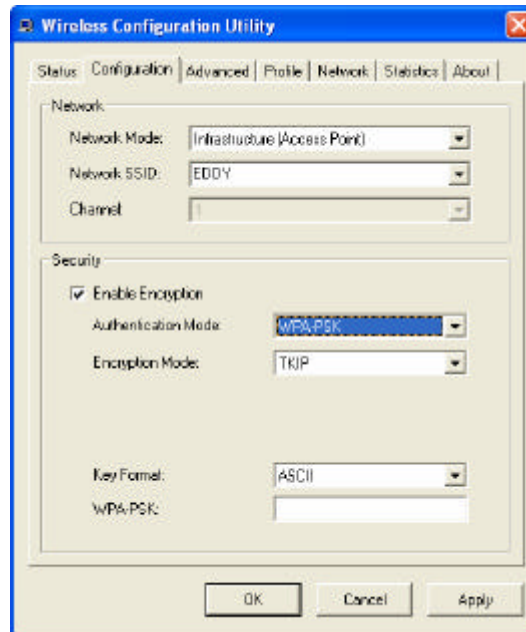 Wireless Configuration Utility
Status Configuration Advanced Profile Network Statistics About
Network
Network Mode: Infrastructure (Access Point)
Network SSID: EDDY
Channel 1
Security
Enable Encryption
Authentication Mode: WPA-PSK
Encryption Mode: TKIP
Key Format: ASCII
WPA-PSK:
OK Cancel Apply